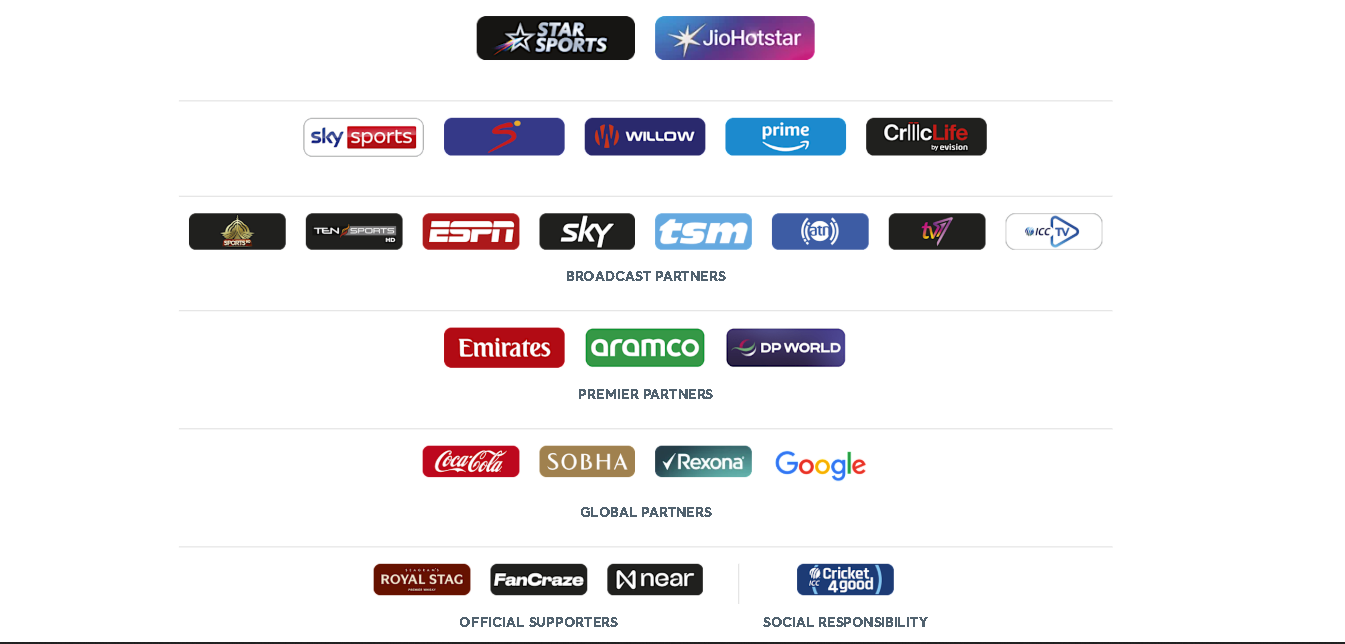 STAR SPORTS
JioHotstar
sky sports
S
WILLOW
prime
CricLife
by evision
SPORTS HD
TEN SPORTS HD
ESPN
sky
tsm
atn
tv
ICC TV
BROADCAST PARTNERS
Emirates
aramco
DP WORLD
PREMIER PARTNERS
Coca-Cola
SOBHA
Rexona
Google
GLOBAL PARTNERS
SEAGRAM'S
ROYAL STAG
FanCraze
near
ICC Cricket 4good
OFFICIAL SUPPORTERS
SOCIAL RESPONSIBILITY